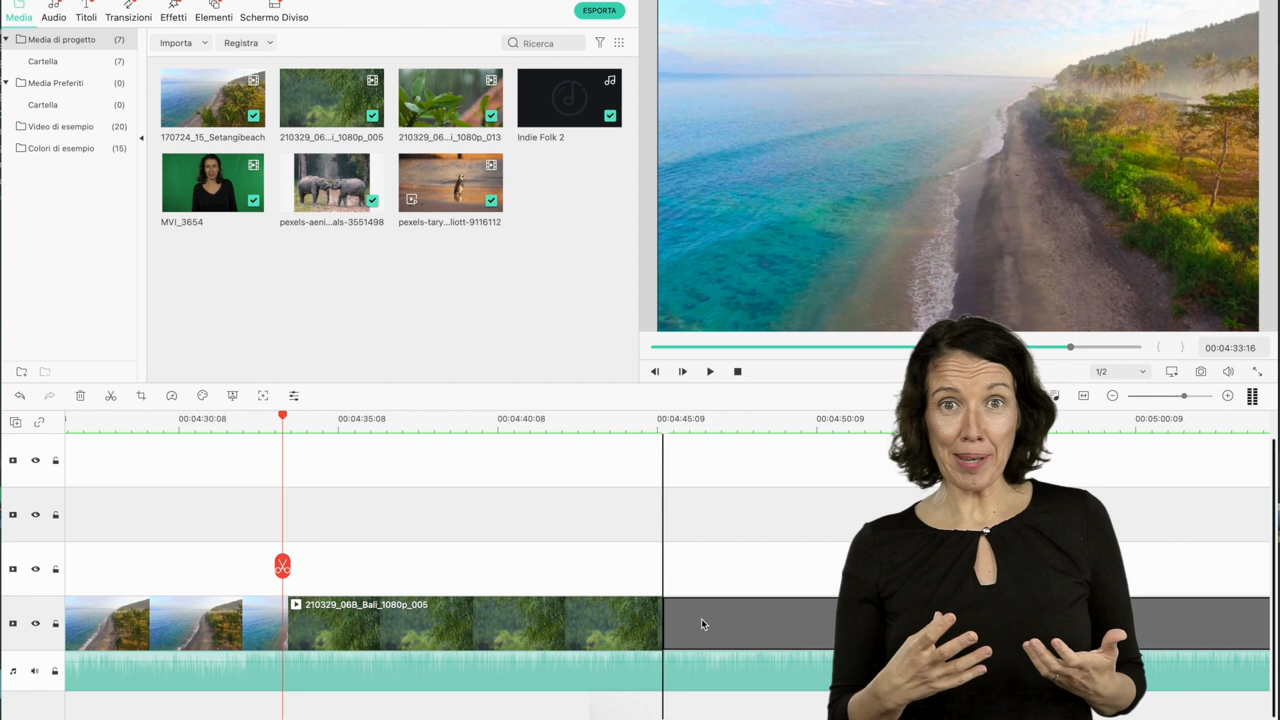 Media Audio Titoli Transizioni Effetti Elementi Schermo Diviso
ESPORTA
Media di progetto (7)
Cartella (7)
Media Preferiti (0)
Cartella (0)
Video di esempio (20)
Colori di esempio (15)
Importa
Registra
Ricerca
170724_15_Setangibeach
210329_06...i_1080p_005
210329_06...i_1080p_013
Indie Folk 2
MVI_3654
pexels-aeni...als-3551498
pexels-tary...liott-9116112
00:04:33:16
1/2
00:04:30:08
00:04:35:08
00:04:40:08
00:04:45:09
00:04:50:09
00:05:00:09
210329_06B_Bali_1080p_005